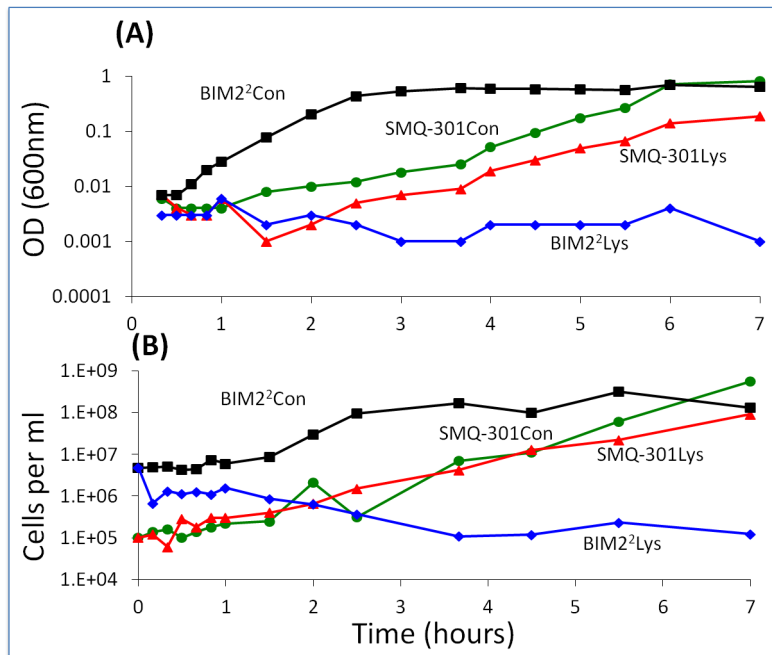 (A)
OD (600nm)
1
0.1
0.01
0.001
0.0001
BIM2²Con
SMQ-301Con
SMQ-301Lys
BIM2²Lys
0 1 2 3 4 5 6 7
(B)
Cells per ml
1.E+09
1.E+08
1.E+07
1.E+06
1.E+05
1.E+04
BIM2²Con
SMQ-301Con
SMQ-301Lys
BIM2²Lys
0 1 2 3 4 5 6 7
Time (hours)